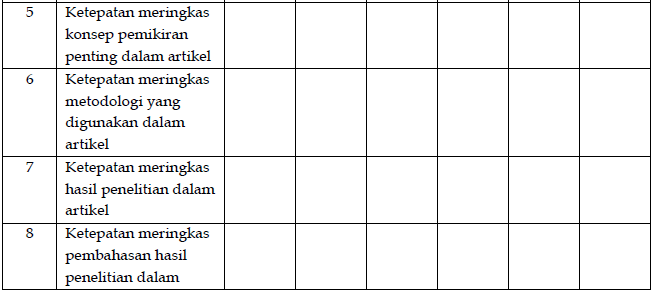 5 Ketepatan meringkas
konsep pemikiran
penting dalam artikel
6 Ketepatan meringkas
metodologi yang
digunakan dalam
artikel
7 Ketepatan meringkas
hasil penelitian dalam
artikel
8 Ketepatan meringkas
pembahasan hasil
penelitian dalam